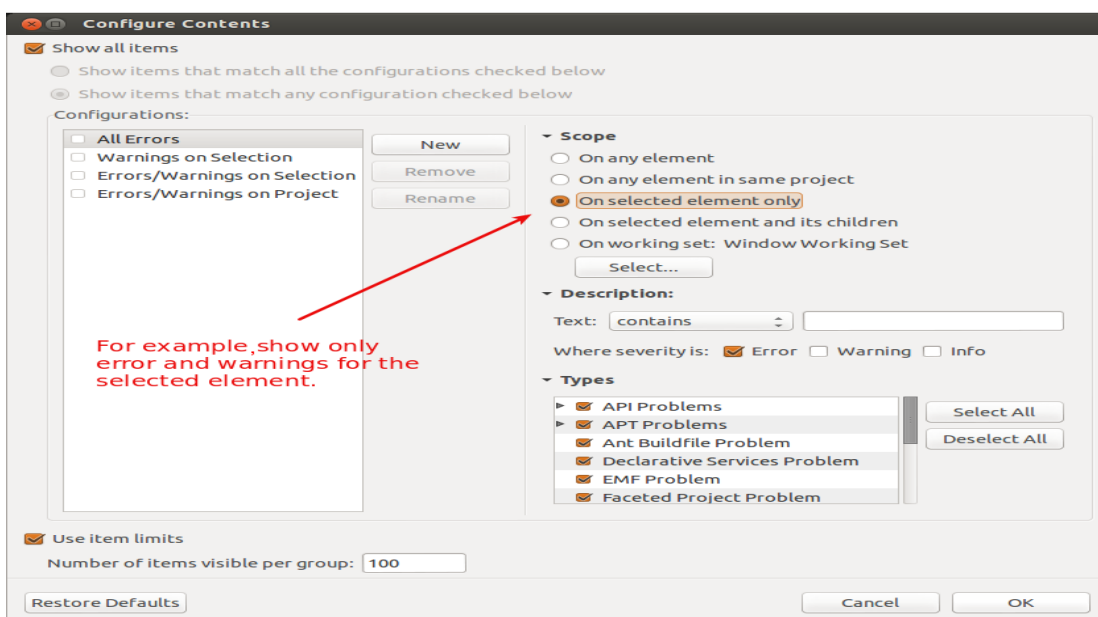 Configure Contents
Show all items
Show items that match all the configurations checked below
Show items that match any configuration checked below
Configurations:
All Errors
Warnings on Selection
Errors/Warnings on Selection
Errors/Warnings on Project
New
Remove
Rename
For example,show only
error and warnings for the
selected element.
Scope
On any element
On any element in same project
On selected element only
On selected element and its children
On working set: Window Working Set
Select...
Description:
Text: contains
Where severity is: Error Warning Info
Types
API Problems
APT Problems
Ant Buildfile Problem
Declarative Services Problem
EMF Problem
Faceted Project Problem
Select All
Deselect All
Use item limits
Number of items visible per group: 100
Restore Defaults
Cancel
OK